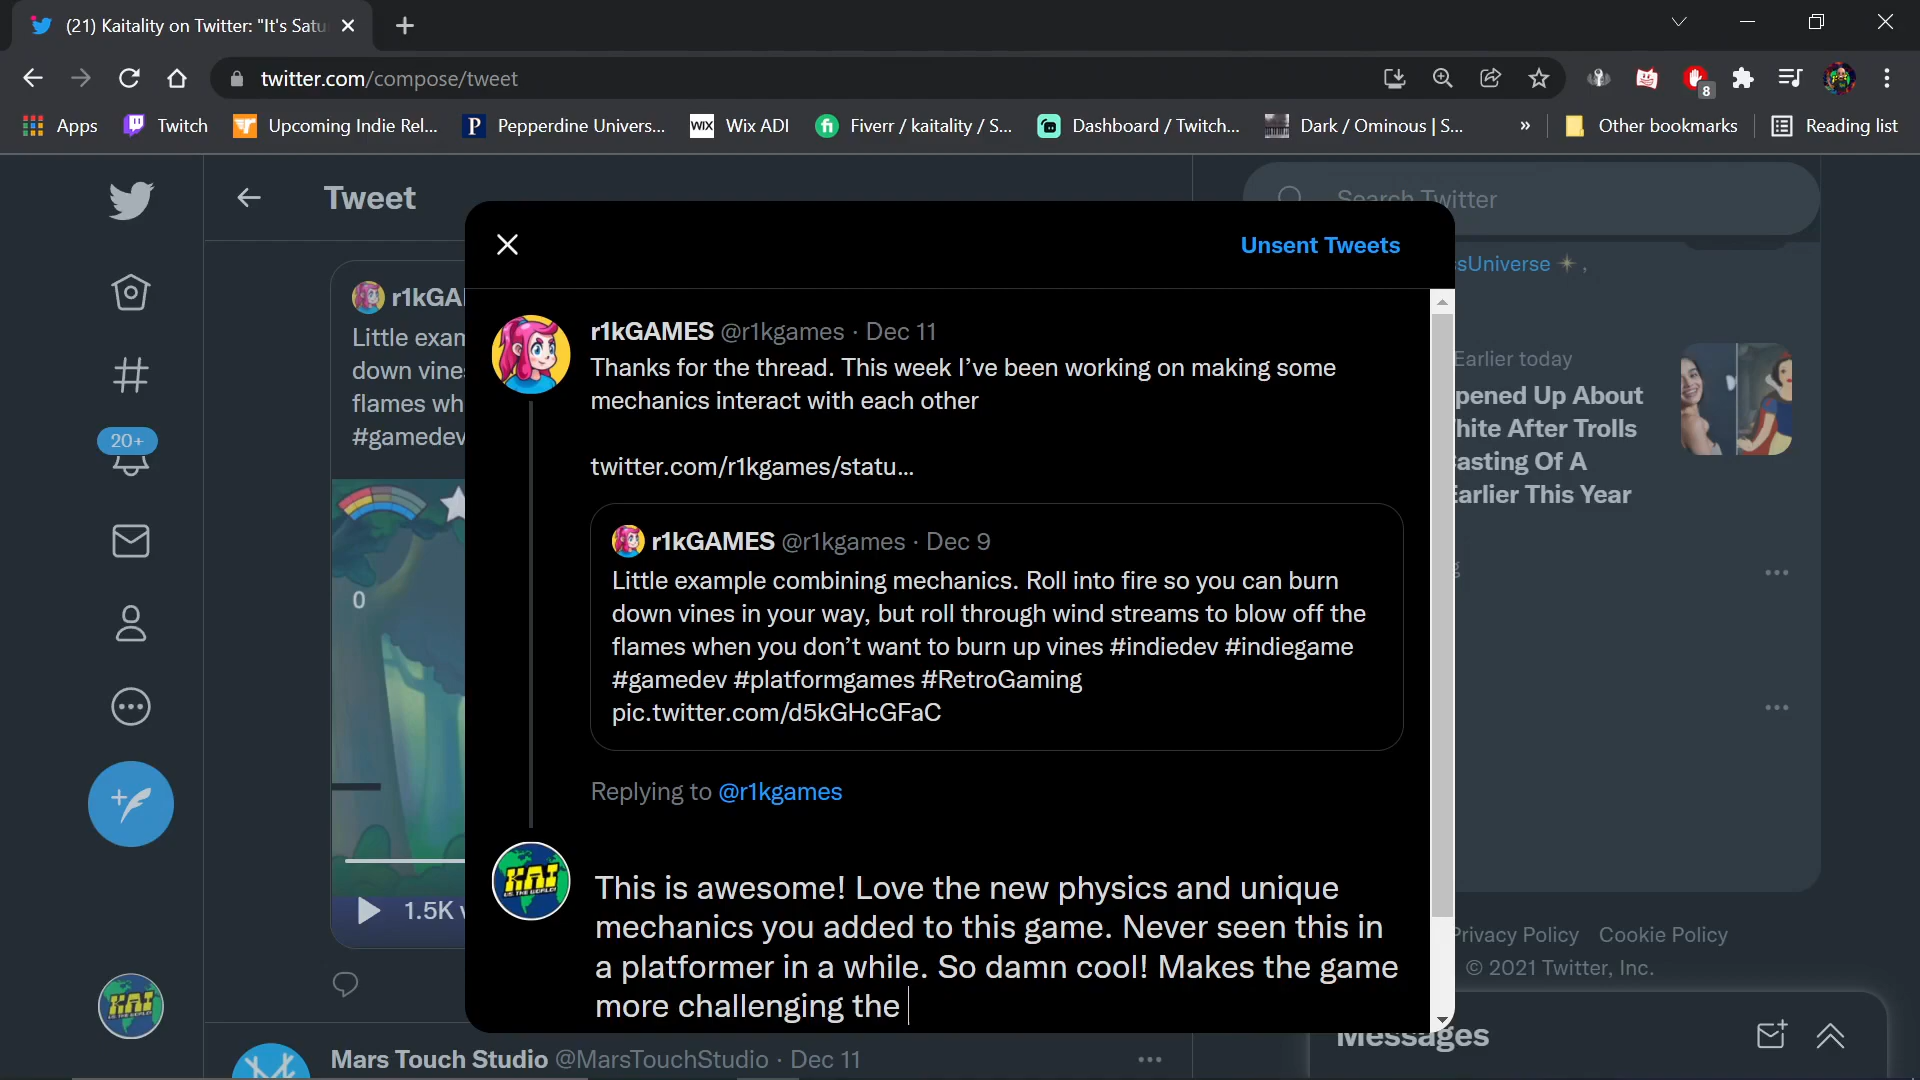 (21) Kaitality on Twitter: "It's Satu
twitter.com/compose/tweet
8
Apps
Twitch
Upcoming Indie Rel...
P
Pepperdine Univers...
WIX
Wix ADI
fi
Fiverr / kaitality / S...
Dashboard / Twitch...
Dark / Ominous | S...
»
Other bookmarks
Reading list
Tweet
Search Twitter
Unsent Tweets
sUniverse
,
r1kGA
Little exam
down vine
flames wh
#gamedev
20+
0
1.5K v
r1kGAMES @r1kgames · Dec 11
Thanks for the thread. This week I've been working on making some
mechanics interact with each other
twitter.com/r1kgames/statu...
r1kGAMES @r1kgames · Dec 9
Little example combining mechanics. Roll into fire so you can burn
down vines in your way, but roll through wind streams to blow off the
flames when you don't want to burn up vines #indiedev #indiegame
#gamedev #platformgames #RetroGaming
pic.twitter.com/d5kGHcGFaC
Replying to @r1kgames
KAI
This is awesome! Love the new physics and unique
mechanics you added to this game. Never seen this in
a platformer in a while. So damn cool! Makes the game
more challenging the
Earlier today
pened Up About
hite After Trolls
asting Of A
arlier This Year
g
Privacy Policy Cookie Policy
© 2021 Twitter, Inc.
Messages
KAI
Mars Touch Studio @MarsTouchStudio · Dec 11